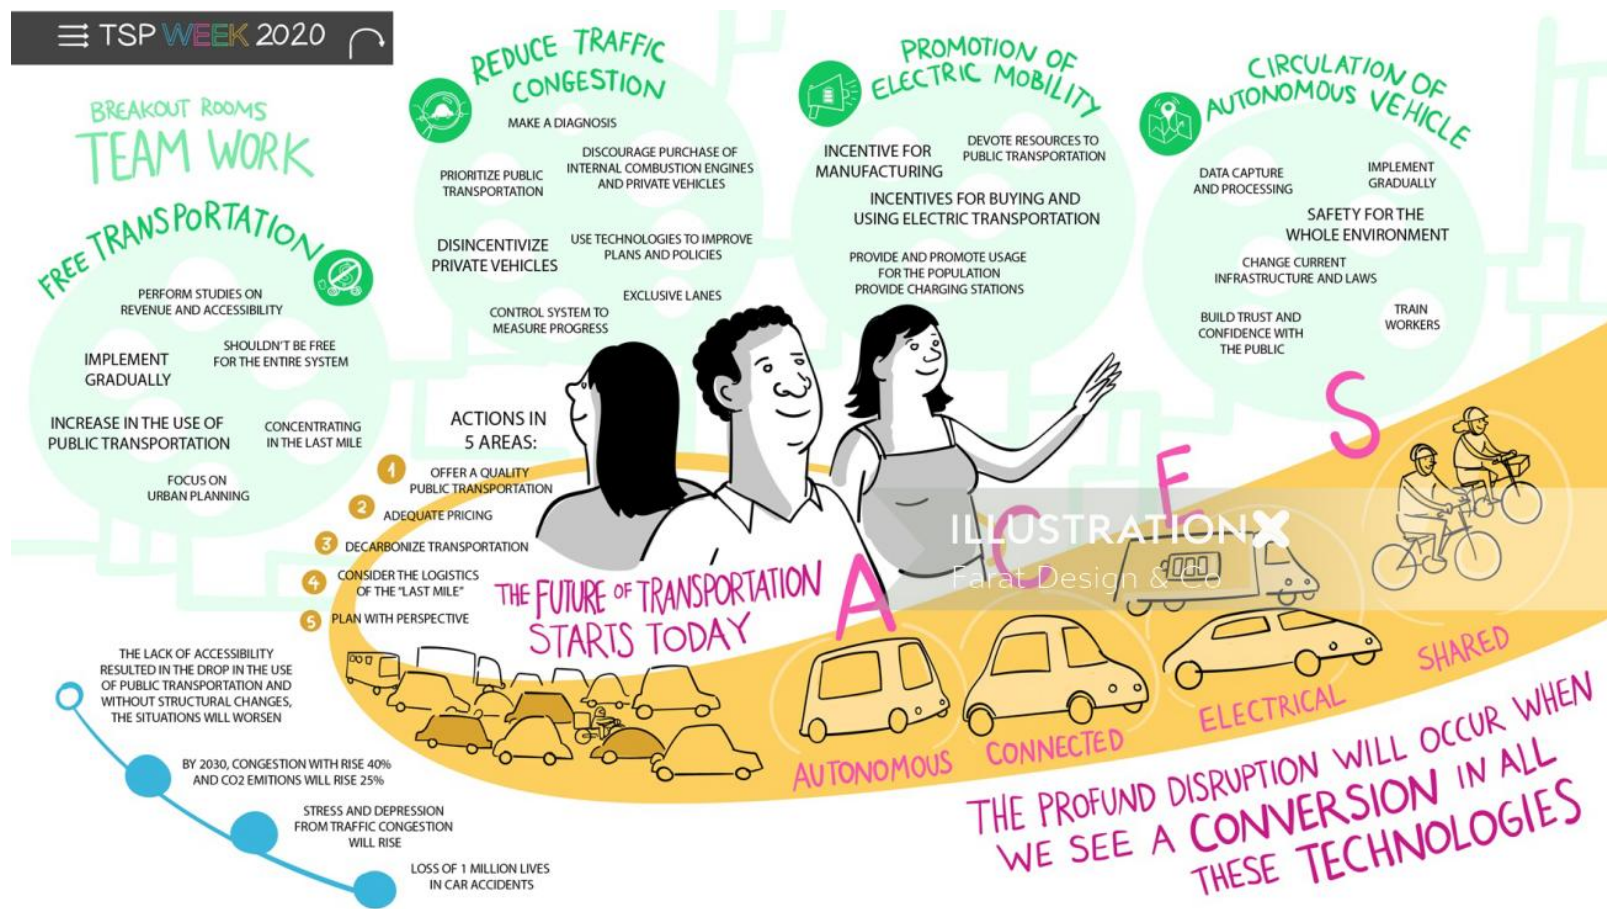 TSP WEEK 2020
BREAKOUT ROOMS
TEAM WORK
FREE TRANSPORTATION
PERFORM STUDIES ON
REVENUE AND ACCESSIBILITY
SHOULDN'T BE FREE
FOR THE ENTIRE SYSTEM
IMPLEMENT
GRADUALLY
INCREASE IN THE USE OF
PUBLIC TRANSPORTATION
CONCENTRATING
IN THE LAST MILE
FOCUS ON
URBAN PLANNING
REDUCE TRAFFIC
CONGESTION
MAKE A DIAGNOSIS
PRIORITIZE PUBLIC
TRANSPORTATION
DISCOURAGE PURCHASE OF
INTERNAL COMBUSTION ENGINES
AND PRIVATE VEHICLES
DISINCENTIVIZE
PRIVATE VEHICLES
USE TECHNOLOGIES TO IMPROVE
PLANS AND POLICIES
EXCLUSIVE LANES
CONTROL SYSTEM TO
MEASURE PROGRESS
PROMOTION OF
ELECTRIC MOBILITY
INCENTIVE FOR
MANUFACTURING
DEVOTE RESOURCES TO
PUBLIC TRANSPORTATION
INCENTIVES FOR BUYING AND
USING ELECTRIC TRANSPORTATION
PROVIDE AND PROMOTE USAGE
FOR THE POPULATION
PROVIDE CHARGING STATIONS
CIRCULATION OF
AUTONOMOUS VEHICLE
DATA CAPTURE
AND PROCESSING
IMPLEMENT
GRADUALLY
SAFETY FOR THE
WHOLE ENVIRONMENT
CHANGE CURRENT
INFRASTRUCTURE AND LAWS
BUILD TRUST AND
CONFIDENCE WITH
THE PUBLIC
TRAIN
WORKERS
ACTIONS IN
5 AREAS:
1 OFFER A QUALITY
PUBLIC TRANSPORTATION
2 ADEQUATE PRICING
3 DECARBONIZE TRANSPORTATION
4 CONSIDER THE LOGISTICS
OF THE "LAST MILE"
5 PLAN WITH PERSPECTIVE
THE FUTURE OF TRANSPORTATION
STARTS TODAY
A C E S
ILLUSTRATIONX
Farat Design & Co
AUTONOMOUS
CONNECTED
ELECTRICAL
SHARED
THE LACK OF ACCESSIBILITY
RESULTED IN THE DROP IN THE USE
OF PUBLIC TRANSPORTATION AND
WITHOUT STRUCTURAL CHANGES,
THE SITUATIONS WILL WORSEN
BY 2030, CONGESTION WITH RISE 40%
AND CO2 EMITIONS WILL RISE 25%
STRESS AND DEPRESSION
FROM TRAFFIC CONGESTION
WILL RISE
LOSS OF 1 MILLION LIVES
IN CAR ACCIDENTS
THE PROFUND DISRUPTION WILL OCCUR WHEN
WE SEE A CONVERSION IN ALL
THESE TECHNOLOGIES